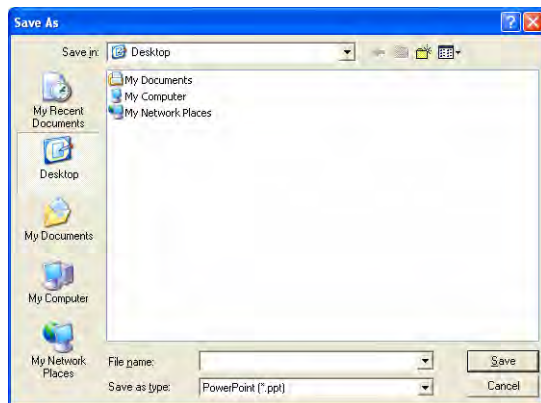 Save As
Save in: Desktop
My Documents
My Computer
My Network Places
My Recent
Documents
Desktop
My Documents
My Computer
My Network
Places
File name:
Save
Save as type: PowerPoint (*.ppt)
Cancel